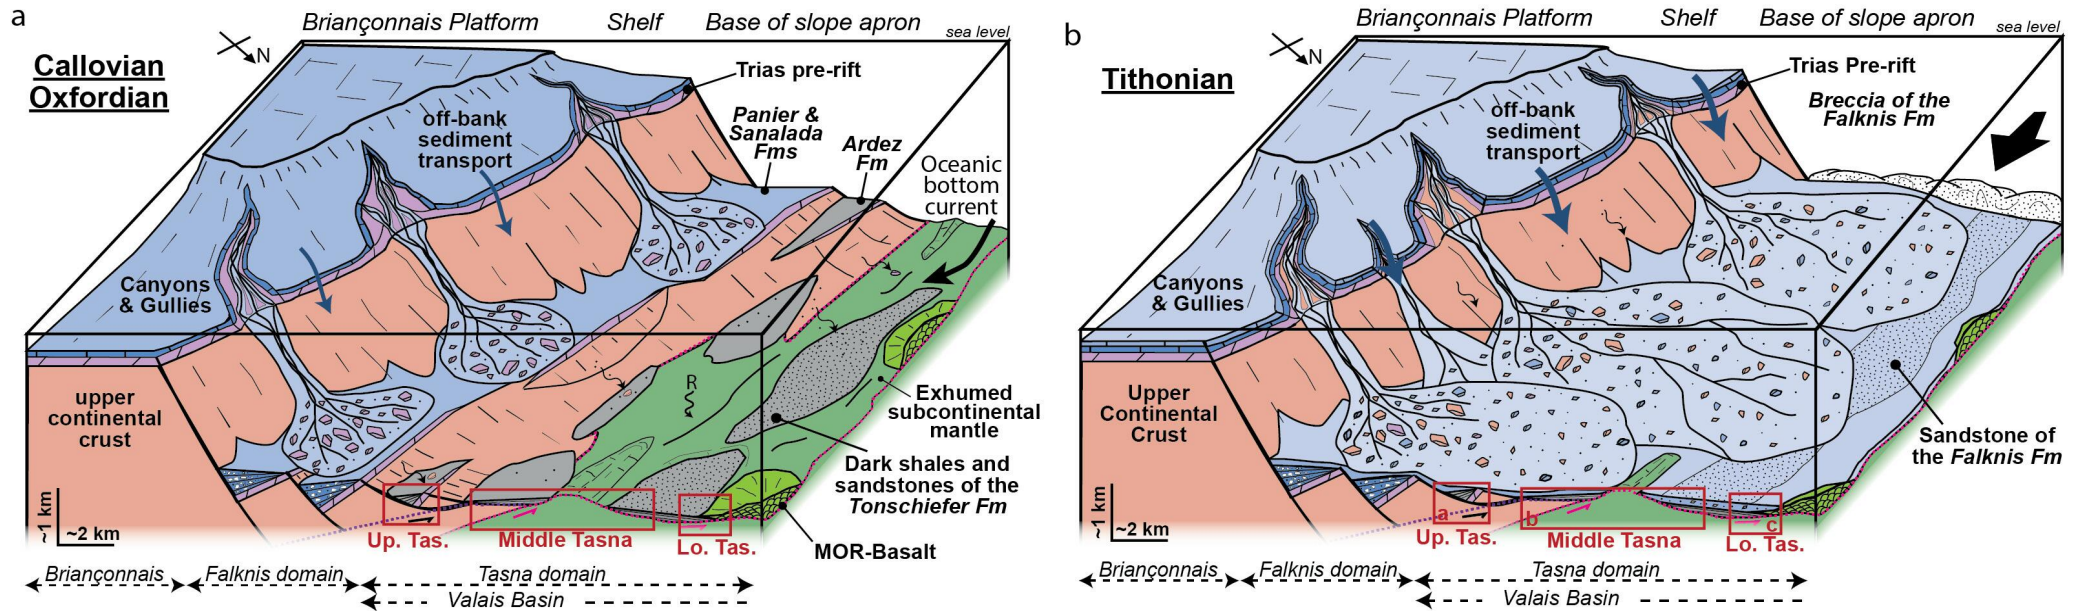 a
Briançonnais Platform
Shelf
Base of slope apron
sea level
Callovian
Oxfordian
N
Trias pre-rift
off-bank
sediment
transport
Panier &
Sanalada
Fms
Ardez
Fm
Oceanic
bottom
current
Canyons
& Gullies
R
upper
continental
crust
Exhumed
subcontinental
mantle
Dark shales and
sandstones of the
Tonschiefer Fm
MOR-Basalt
~1 km
~2 km
Up. Tas.
Middle Tasna
Lo. Tas.
Briançonnais
Falknis domain
Tasna domain
Valais Basin
b
Briançonnais Platform
Shelf
Base of slope apron
sea level
Tithonian
N
Trias Pre-rift
Breccia of the
Falknis Fm
off-bank
sediment
transport
Canyons
& Gullies
Upper
Continental
Crust
Sandstone of
the Falknis Fm
~1 km
~2 km
a
b
c
Up. Tas.
Middle Tasna
Lo. Tas.
Briançonnais
Falknis domain
Tasna domain
Valais Basin